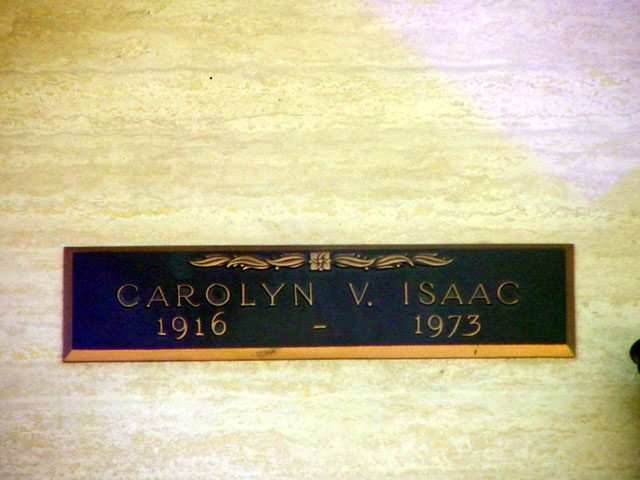 CAROLYN V. ISAAC
1916 – 1973